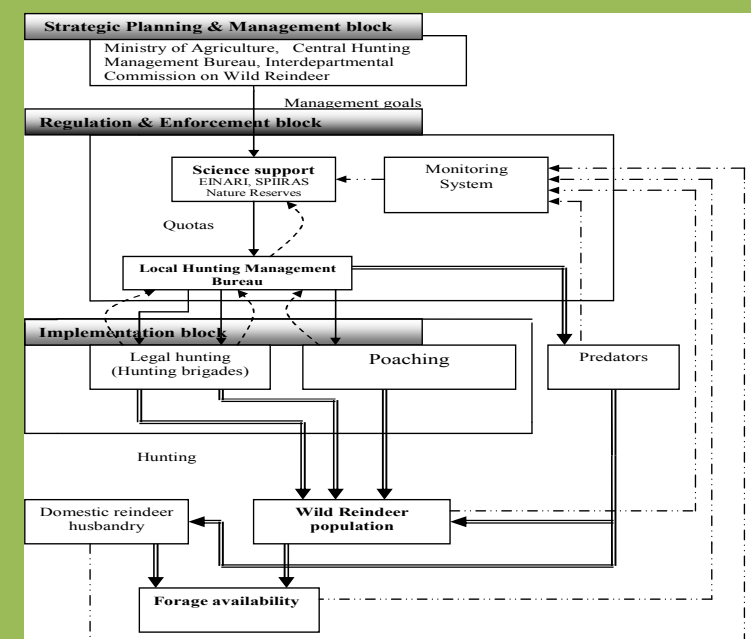 Strategic Planning & Management block
Ministry of Agriculture, Central Hunting
Management Bureau, Interdepartmental
Commission on Wild Reindeer
Management goals
Regulation & Enforcement block
Science support
EINARI, SPIIRAS
Nature Reserves
Monitoring
System
Quotas
Local Hunting Management
Bureau
Implementation block
Legal hunting
(Hunting brigades)
Poaching
Predators
Hunting
Domestic reindeer
husbandry
Wild Reindeer
population
Forage availability